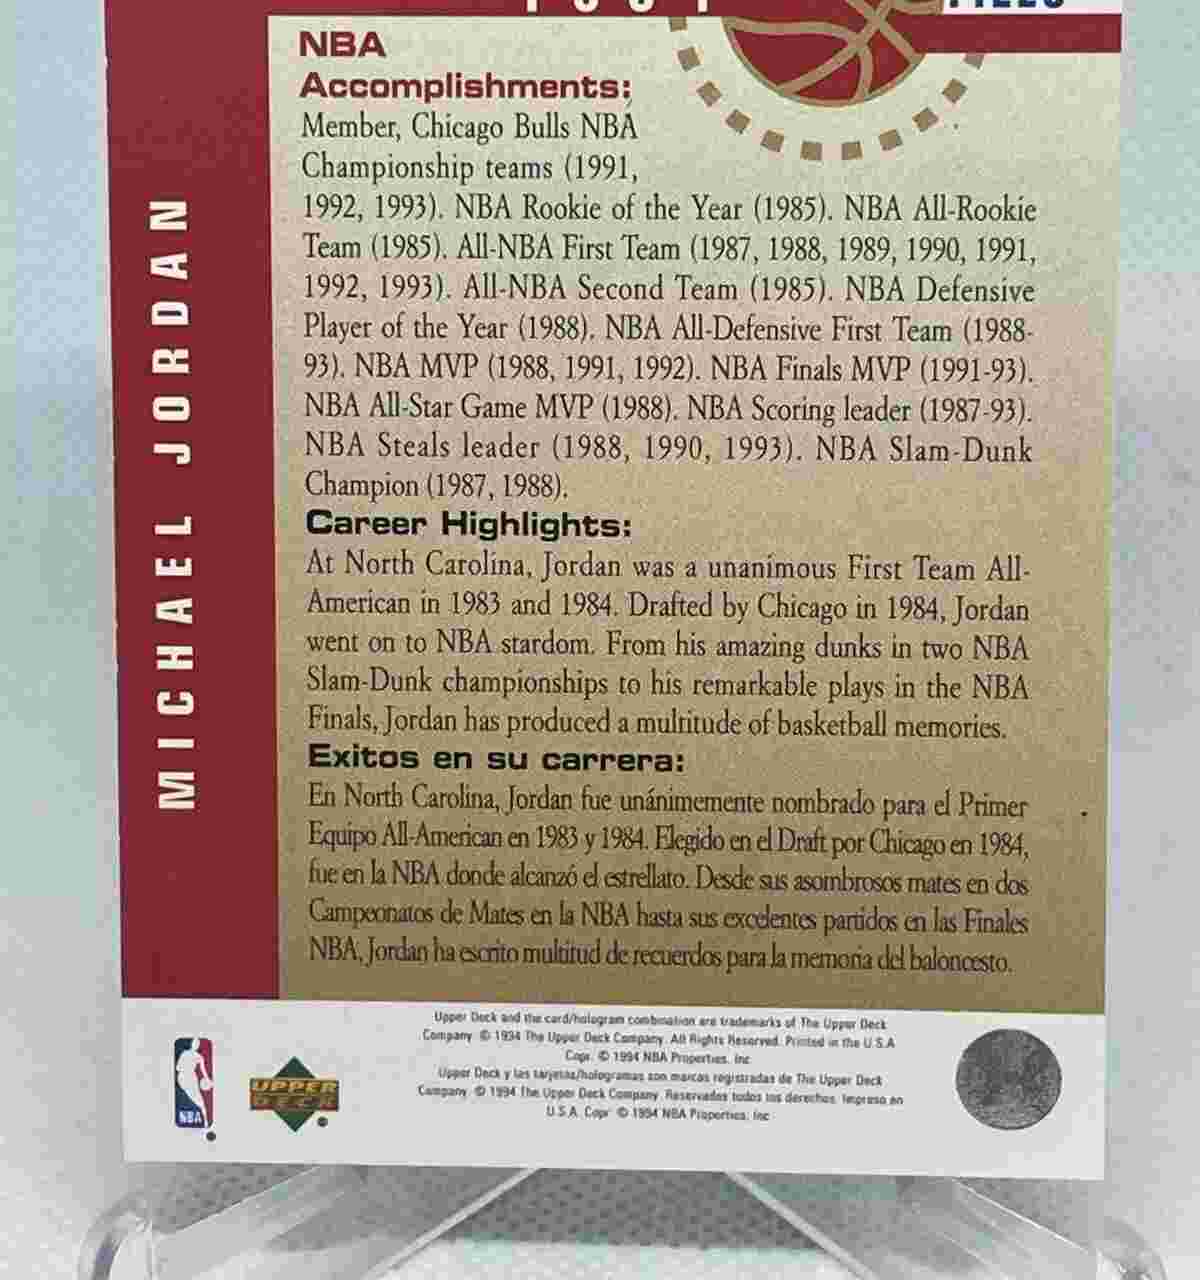 NBA
Accomplishments:
Member, Chicago Bulls NBA
Championship teams (1991,
1992, 1993). NBA Rookie of the Year (1985). NBA All-Rookie
Team (1985). All-NBA First Team (1987, 1988, 1989, 1990, 1991,
1992, 1993). All-NBA Second Team (1985). NBA Defensive
Player of the Year (1988). NBA All-Defensive First Team (1988-
93). NBA MVP (1988, 1991, 1992). NBA Finals MVP (1991-93).
NBA All-Star Game MVP (1988). NBA Scoring leader (1987-93).
NBA Steals leader (1988, 1990, 1993). NBA Slam-Dunk
Champion (1987, 1988).
Career Highlights:
At North Carolina, Jordan was a unanimous First Team All-
American in 1983 and 1984. Drafted by Chicago in 1984, Jordan
went on to NBA stardom. From his amazing dunks in two NBA
Slam-Dunk championships to his remarkable plays in the NBA
Finals, Jordan has produced a multitude of basketball memories.
Exitos en su carrera:
En North Carolina, Jordan fue unánimemente nombrado para el Primer
Equipo All-American en 1983 y 1984. Elegido en el Draft por Chicago en 1984,
fue en la NBA donde alcanzó el estrellato. Desde sus asombrosos mates en dos
Campeonatos de Mates en la NBA hasta sus excelentes partidos en las Finales
NBA, Jordan ha escrito multitud de recuerdos para la memoria del baloncesto.
MICHAEL JORDAN
Upper Deck and the card/hologram combination are trademarks of The Upper Deck
Company. © 1994 The Upper Deck Company. All Rights Reserved. Printed in the U.S.A.
Copr. © 1994 NBA Properties, Inc.
Upper Deck y las tarjetas/hologramas son marcas registradas de The Upper Deck
Company. © 1994 The Upper Deck Company. Reservados todos los derechos. Impreso en
U.S.A. Copr. © 1994 NBA Properties, Inc.
NBA
UPPER
DECK